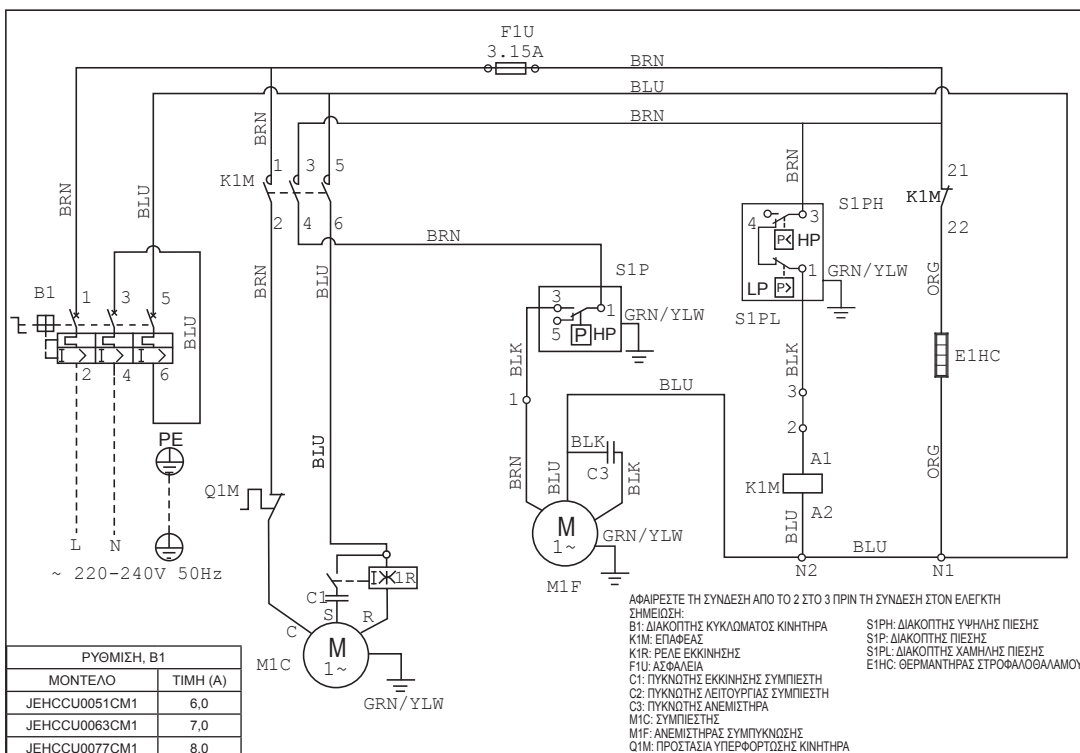 F1U
3.15A
BRN
BLU
BRN
BRN
BRN
BLU
BRN
1 3 5
K1M
2 4 6
BRN
BRN
BLU
B1
1 3 5
BLU
2 4 6
PE
L N
~ 220-240V 50Hz
S1P
3
1
5
P HP
GRN/YLW
BLK
1
BRN
BLU
BLU
BLK
C3
BLK
M
1~
GRN/YLW
M1F
S1PH
4
3
P< HP
1
LP P>
GRN/YLW
S1PL
BLK
3
2
A1
K1M
A2
BLU
N2
BLU
N1
21
K1M
22
ORG
E1HC
ORG
BLU
Q1M
1R
C1
S
R
C
M
1~
M1C
GRN/YLW
ΡΥΘΜΙΣΗ, B1
ΜΟΝΤΕΛΟ ΤΙΜΗ (A)
JEHCCU0051CM1 6,0
JEHCCU0063CM1 7,0
JEHCCU0077CM1 8,0
ΑΦΑΙΡΕΣΤΕ ΤΗ ΣΥΝΔΕΣΗ ΑΠΟ ΤΟ 2 ΣΤΟ 3 ΠΡΙΝ ΤΗ ΣΥΝΔΕΣΗ ΣΤΟΝ ΕΛΕΓΚΤΗ
ΣΗΜΕΙΩΣΗ:
B1: ΔΙΑΚΟΠΤΗΣ ΚΥΚΛΩΜΑΤΟΣ ΚΙΝΗΤΗΡΑ
K1M: ΕΠΑΦΕΑΣ
K1R: ΡΕΛΕ ΕΚΚΙΝΗΣΗΣ
F1U: ΑΣΦΑΛΕΙΑ
C1: ΠΥΚΝΩΤΗΣ ΕΚΚΙΝΗΣΗΣ ΣΥΜΠΙΕΣΤΗ
C2: ΠΥΚΝΩΤΗΣ ΛΕΙΤΟΥΡΓΙΑΣ ΣΥΜΠΙΕΣΤΗ
C3: ΠΥΚΝΩΤΗΣ ΑΝΕΜΙΣΤΗΡΑ
M1C: ΣΥΜΠΙΕΣΤΗΣ
M1F: ΑΝΕΜΙΣΤΗΡΑΣ ΣΥΜΠΥΚΝΩΣΗΣ
Q1M: ΠΡΟΣΤΑΣΙΑ ΥΠΕΡΦΟΡΤΩΣΗΣ ΚΙΝΗΤΗΡΑ
S1PH: ΔΙΑΚΟΠΤΗΣ ΥΨΗΛΗΣ ΠΙΕΣΗΣ
S1P: ΔΙΑΚΟΠΤΗΣ ΠΙΕΣΗΣ
S1PL: ΔΙΑΚΟΠΤΗΣ ΧΑΜΗΛΗΣ ΠΙΕΣΗΣ
E1HC: ΘΕΡΜΑΝΤΗΡΑΣ ΣΤΡΟΦΑΛΟΘΑΛΑΜΟΥ